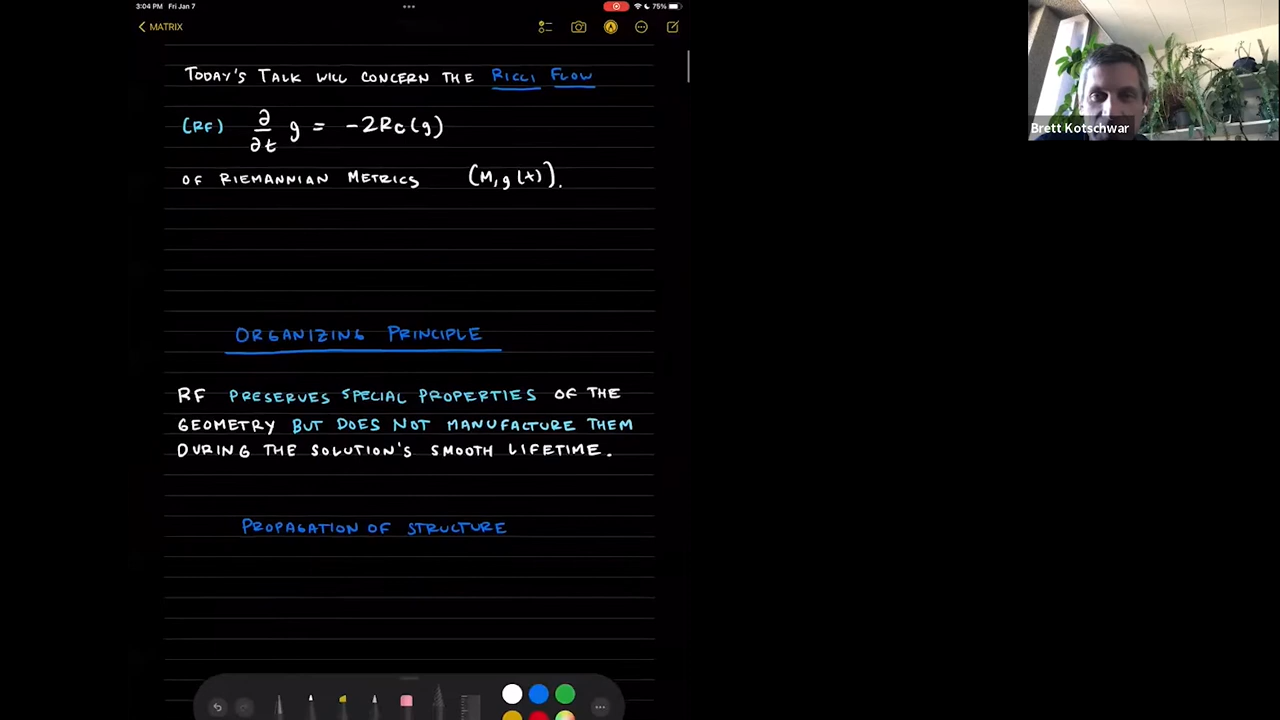 3:04 PM Fri Jan 7
75%
MATRIX
TODAY'S TALK WILL CONCERN THE RICCI FLOW
(RF) ∂/∂t g = -2Rc(g)
OF RIEMANNIAN METRICS (M, g(t)).
ORGANIZING PRINCIPLE
RF PRESERVES SPECIAL PROPERTIES OF THE
GEOMETRY BUT DOES NOT MANUFACTURE THEM
DURING THE SOLUTION'S SMOOTH LIFETIME.
PROPAGATION OF STRUCTURE
Brett Kotschwar